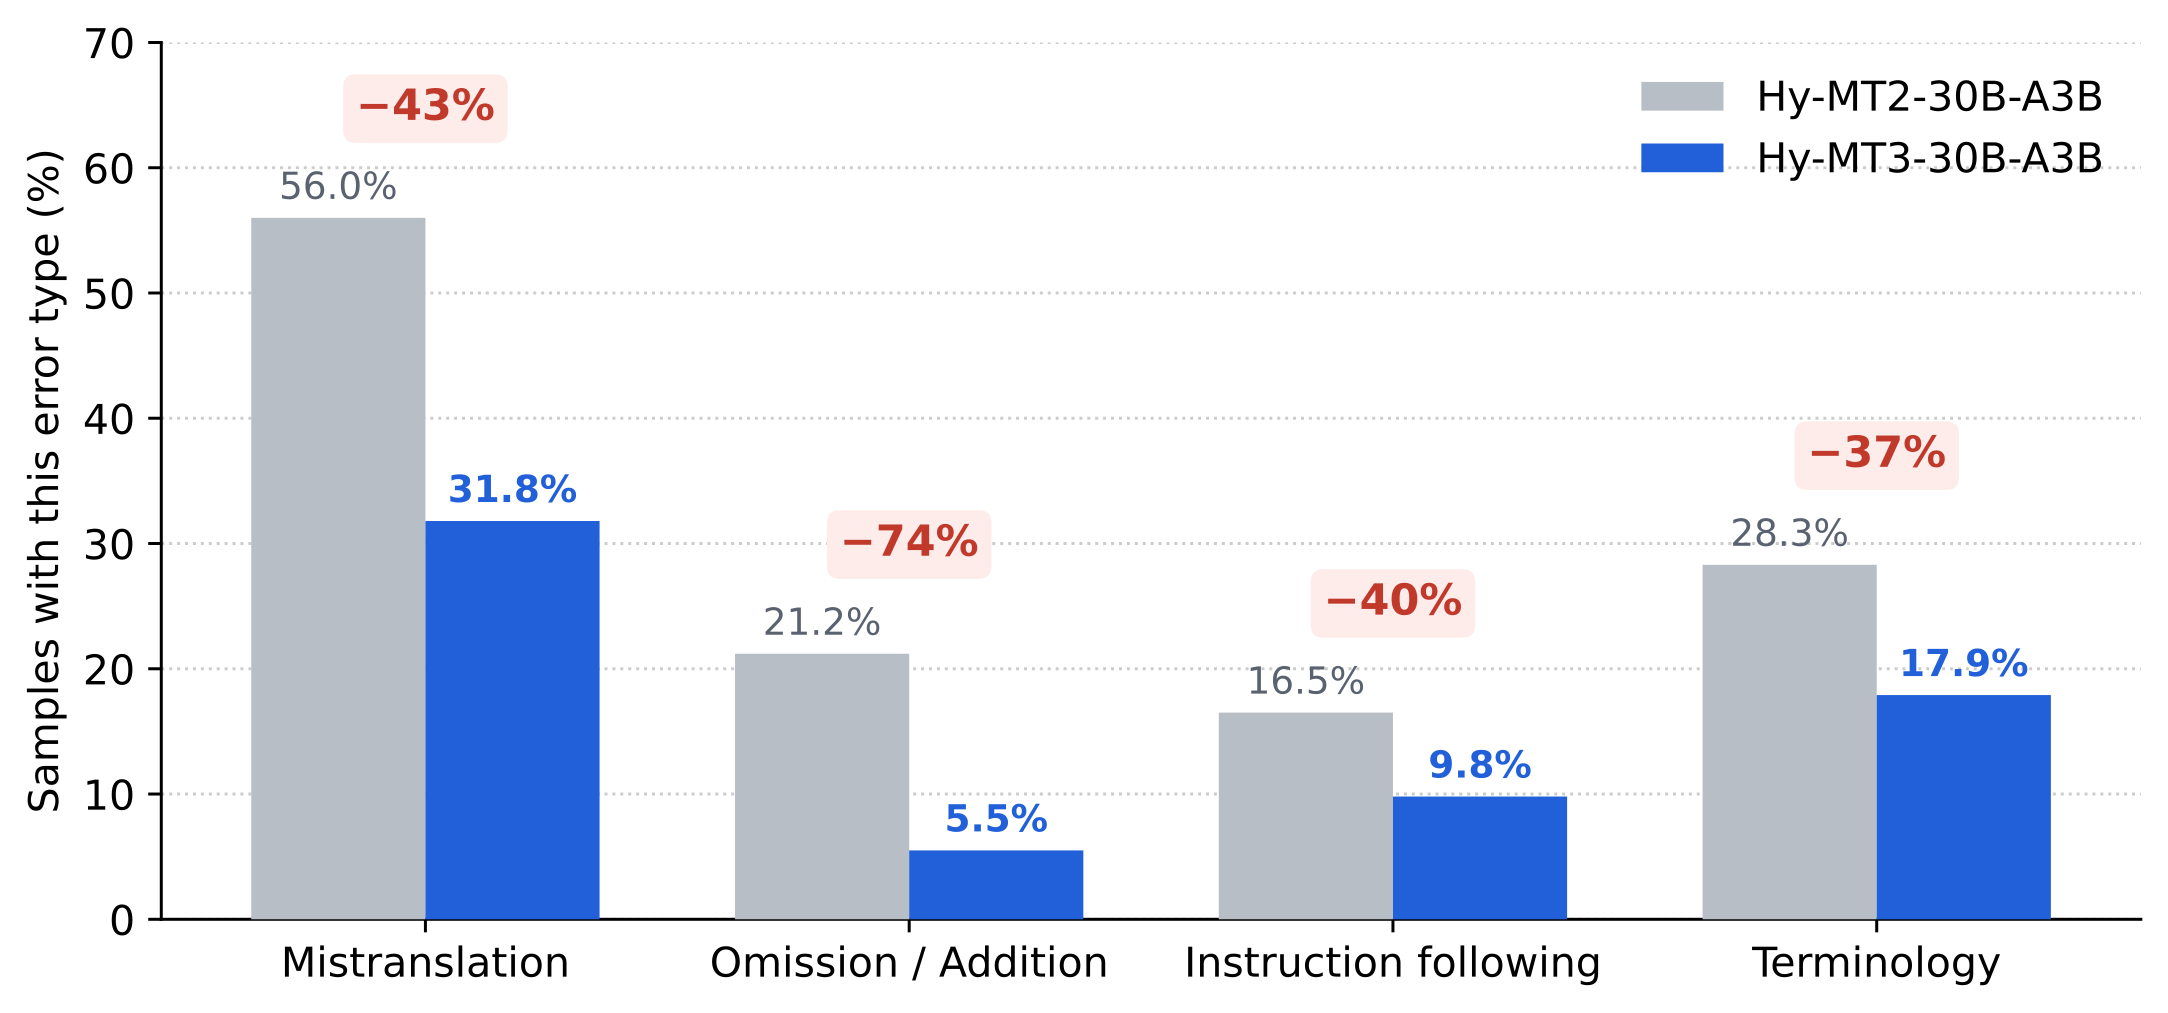 Samples with this error type (%)
70
60
50
40
30
20
10
0
Hy-MT2-30B-A3B
Hy-MT3-30B-A3B
−43%
56.0%
31.8%
−74%
21.2%
5.5%
−40%
16.5%
9.8%
−37%
28.3%
17.9%
Mistranslation
Omission / Addition
Instruction following
Terminology